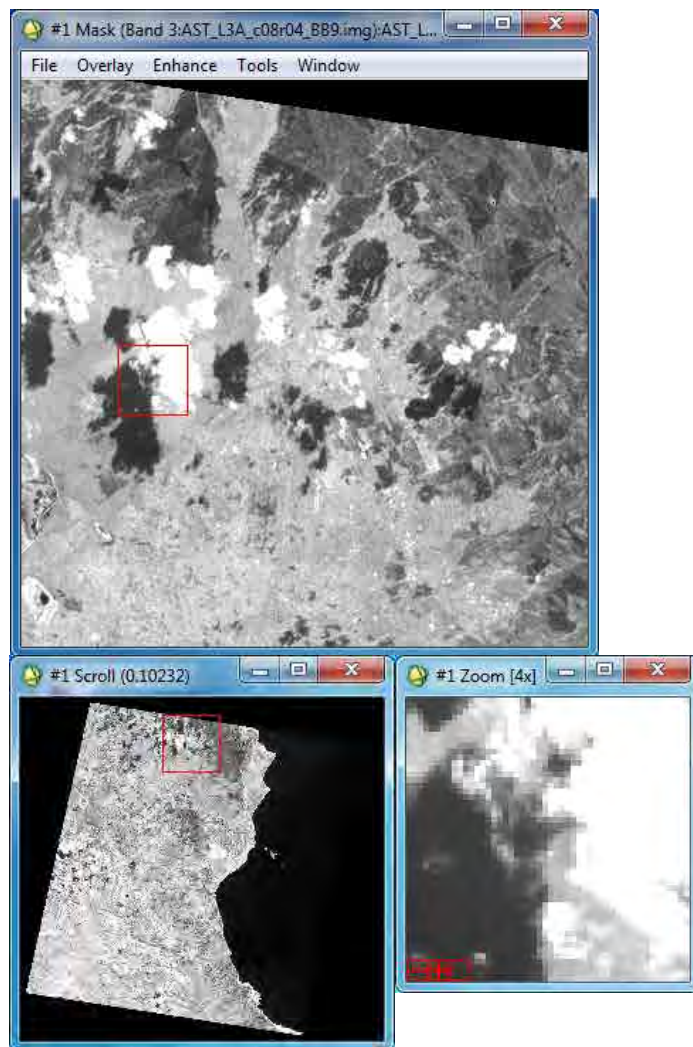 #1 Mask (Band 3:AST_L3A_c08r04_BB9.img):AST_L...
File Overlay Enhance Tools Window
#1 Scroll (0.10232)
#1 Zoom [4x]